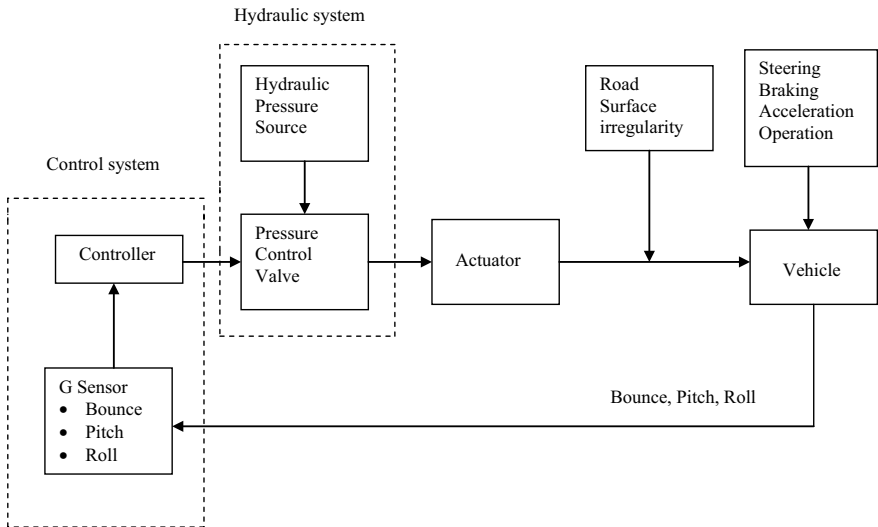 Hydraulic system
Hydraulic
Pressure
Source
Road
Surface
irregularity
Steering
Braking
Acceleration
Operation
Control system
Controller
Pressure
Control
Valve
Actuator
Vehicle
G Sensor
• Bounce
• Pitch
• Roll
Bounce, Pitch, Roll